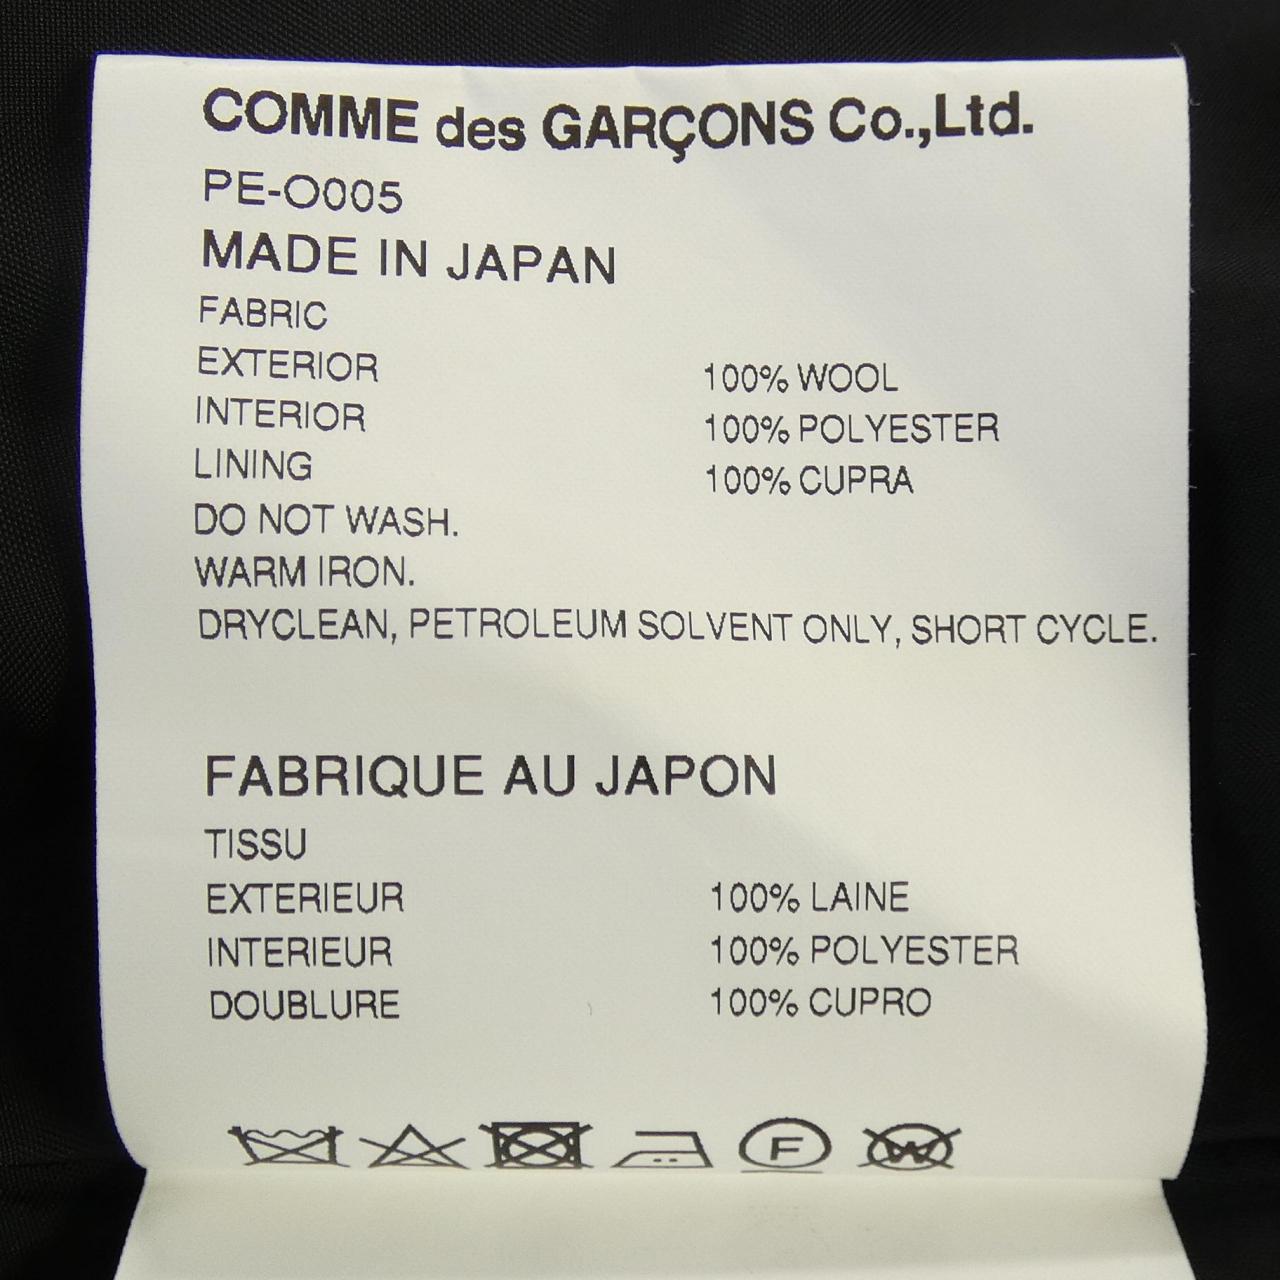 COMME des GARÇONS Co.,Ltd.
PE-O005
MADE IN JAPAN
FABRIC
EXTERIOR 100% WOOL
INTERIOR 100% POLYESTER
LINING 100% CUPRA
DO NOT WASH.
WARM IRON.
DRYCLEAN, PETROLEUM SOLVENT ONLY, SHORT CYCLE.
FABRIQUE AU JAPON
TISSU
EXTERIEUR 100% LAINE
INTERIEUR 100% POLYESTER
DOUBLURE 100% CUPRO
F W